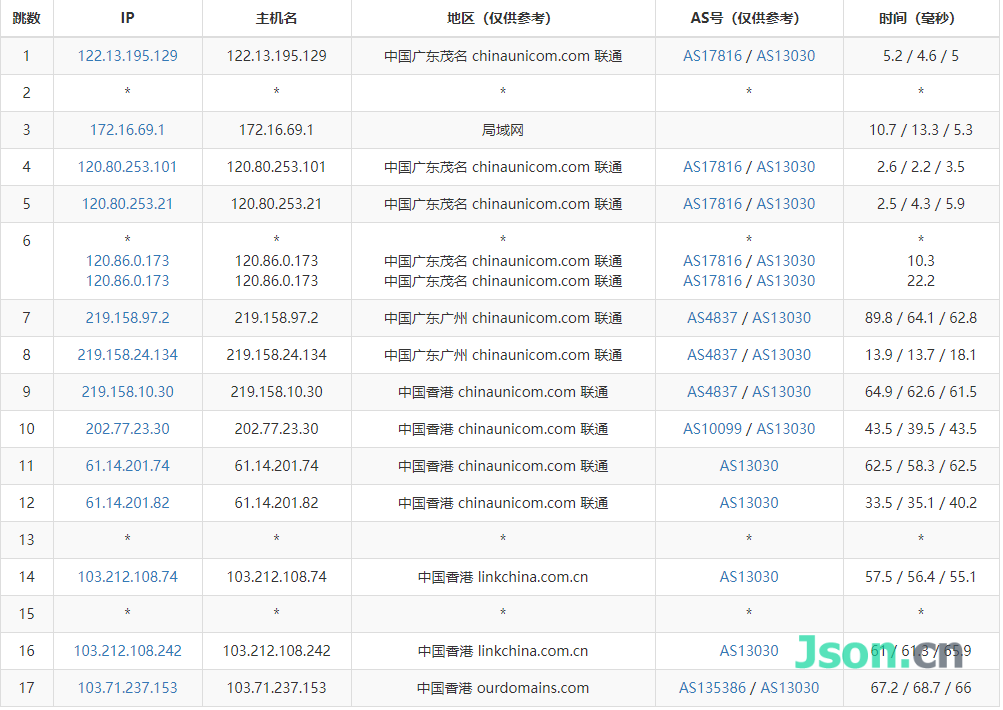 跳数 IP 主机名 地区（仅供参考） AS号（仅供参考） 时间（毫秒）
1 122.13.195.129 122.13.195.129 中国广东茂名 chinaunicom.com 联通 AS17816 / AS13030 5.2 / 4.6 / 5
2 * * * * *
3 172.16.69.1 172.16.69.1 局域网 10.7 / 13.3 / 5.3
4 120.80.253.101 120.80.253.101 中国广东茂名 chinaunicom.com 联通 AS17816 / AS13030 2.6 / 2.2 / 3.5
5 120.80.253.21 120.80.253.21 中国广东茂名 chinaunicom.com 联通 AS17816 / AS13030 2.5 / 4.3 / 5.9
6 * * * * *
120.86.0.173 120.86.0.173 中国广东茂名 chinaunicom.com 联通 AS17816 / AS13030 10.3
120.86.0.173 120.86.0.173 中国广东茂名 chinaunicom.com 联通 AS17816 / AS13030 22.2
7 219.158.97.2 219.158.97.2 中国广东广州 chinaunicom.com 联通 AS4837 / AS13030 89.8 / 64.1 / 62.8
8 219.158.24.134 219.158.24.134 中国广东广州 chinaunicom.com 联通 AS4837 / AS13030 13.9 / 13.7 / 18.1
9 219.158.10.30 219.158.10.30 中国香港 chinaunicom.com 联通 AS4837 / AS13030 64.9 / 62.6 / 61.5
10 202.77.23.30 202.77.23.30 中国香港 chinaunicom.com 联通 AS10099 / AS13030 43.5 / 39.5 / 43.5
11 61.14.201.74 61.14.201.74 中国香港 chinaunicom.com 联通 AS13030 62.5 / 58.3 / 62.5
12 61.14.201.82 61.14.201.82 中国香港 chinaunicom.com 联通 AS13030 33.5 / 35.1 / 40.2
13 * * * * *
14 103.212.108.74 103.212.108.74 中国香港 linkchina.com.cn AS13030 57.5 / 56.4 / 55.1
15 * * * * *
16 103.212.108.242 103.212.108.242 中国香港 linkchina.com.cn AS13030 61 / 61.3 / 65.9
Json.cn
17 103.71.237.153 103.71.237.153 中国香港 ourdomains.com AS135386 / AS13030 67.2 / 68.7 / 66